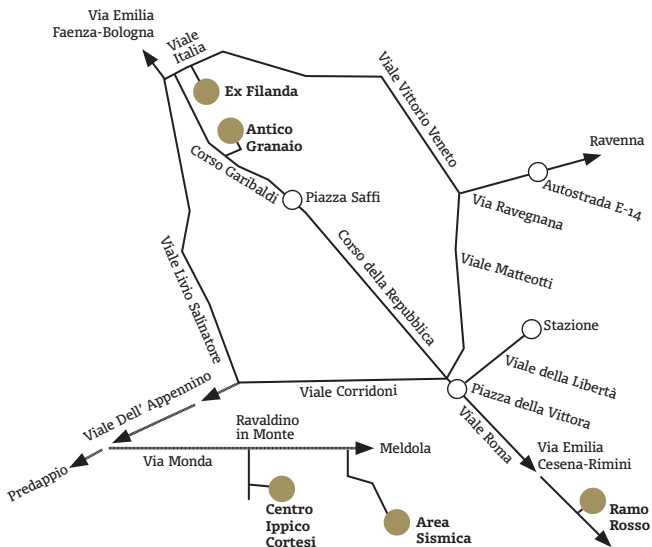 Via Emilia
Faenza-Bologna
Viale
Italia
Ex Filanda
Antico
Granaio
Corso Garibaldi
Piazza Saffi
Viale Vittorio Veneto
Ravenna
Autostrada E-14
Via Ravegnana
Viale Livio Salinatore
Corso della Repubblica
Viale Matteotti
Stazione
Viale della Libertà
Viale Corridoni
Piazza della Vittora
Viale Dell' Appennino
Predappio
Ravaldino
in Monte
Via Monda
Meldola
Viale Roma
Via Emilia
Cesena-Rimini
Centro
Ippico
Cortesi
Area
Sismica
Ramo
Rosso